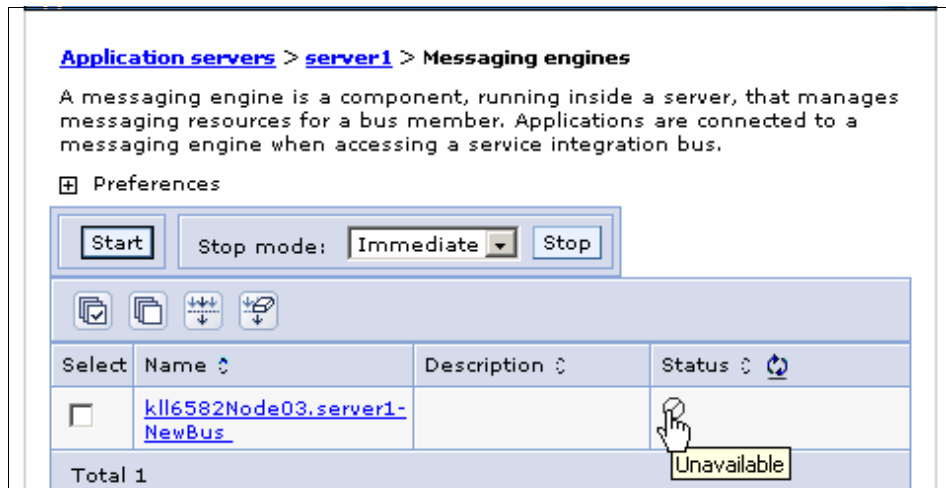 Application servers > server1 > Messaging engines
A messaging engine is a component, running inside a server, that manages
messaging resources for a bus member. Applications are connected to a
messaging engine when accessing a service integration bus.
Preferences
Start Stop mode: Immediate Stop
Select Name Description Status
kll6582Node03.server1-
NewBus
Unavailable
Total 1